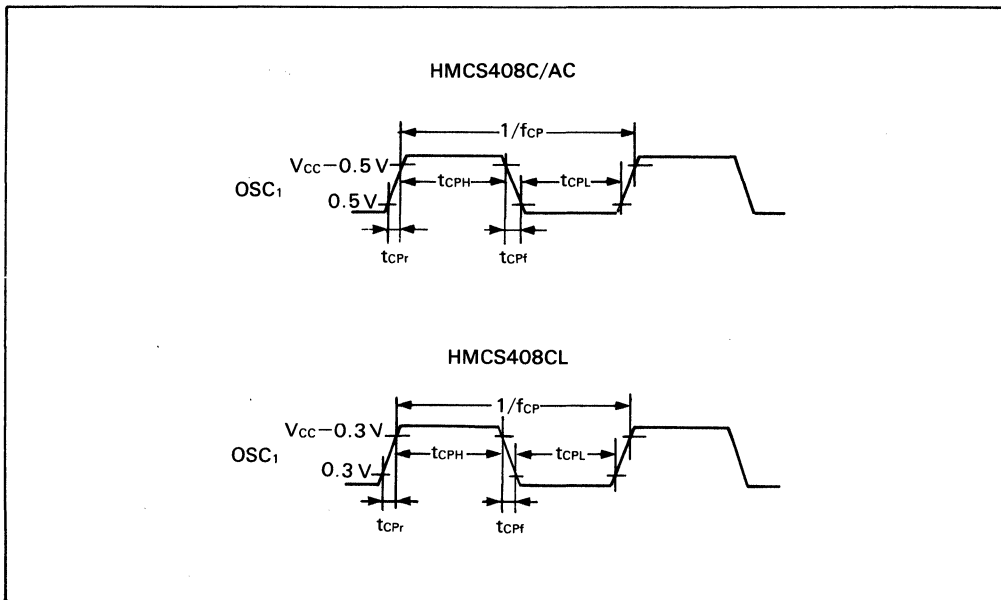 HMCS408C/AC
1/fCP
VCC−0.5 V
tCPH
tCPL
OSC1
0.5 V
tCPr
tCPf
HMCS408CL
1/fCP
VCC−0.3 V
tCPH
tCPL
OSC1
0.3 V
tCPr
tCPf